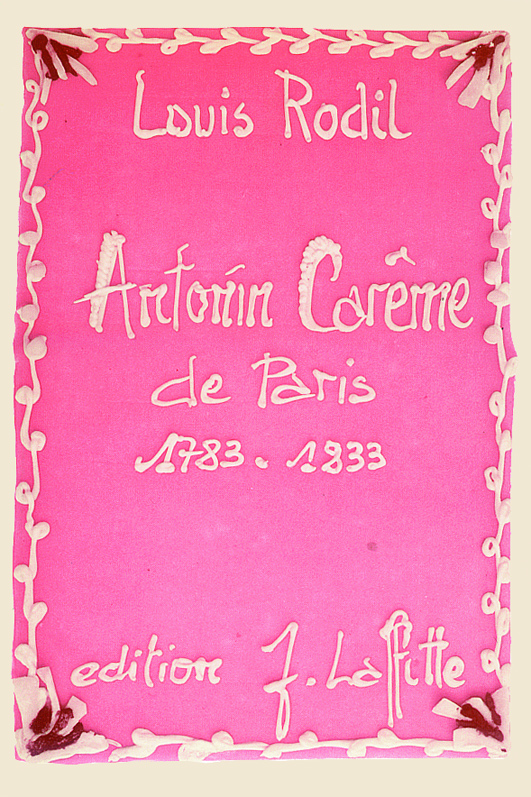 Louis Rodil
Antonin Carême
de Paris
1783. 1833
edition J. Laffitte